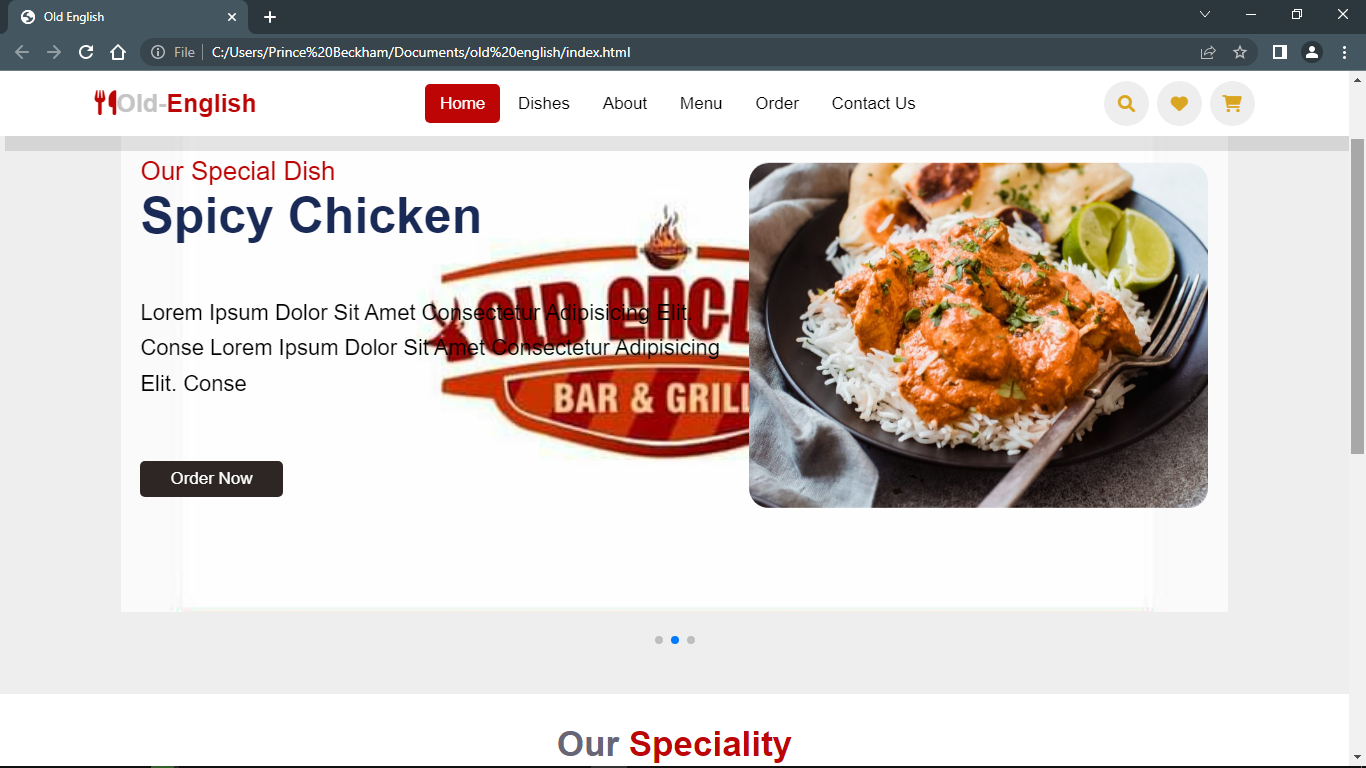 Old English
File
C:/Users/Prince%20Beckham/Documents/old%20english/index.html
Old-English
Home
Dishes
About
Menu
Order
Contact Us
Our Special Dish
Spicy Chicken
OLD
BAR & GRILL
Lorem Ipsum Dolor Sit Amet Consectetur Adipisicing Elit.
Conse Lorem Ipsum Dolor Sit Amet Consectetur Adipisicing
Elit. Conse
Order Now
Our Speciality